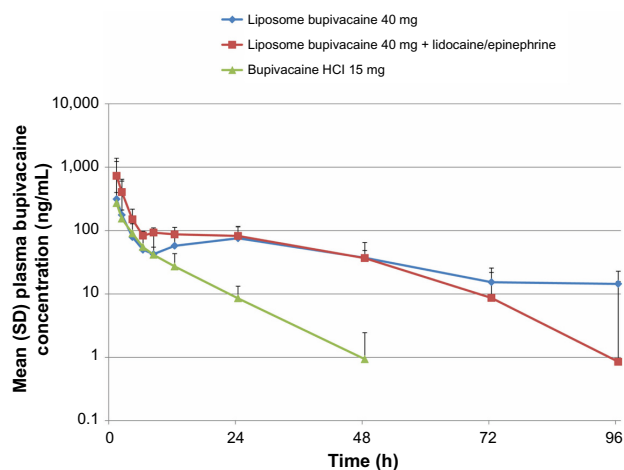 Liposome bupivacaine 40 mg
Liposome bupivacaine 40 mg + lidocaine/epinephrine
Bupivacaine HCl 15 mg
Mean (SD) plasma bupivacaine
concentration (ng/mL)
10,000
1,000
100
10
1
0.1
0
24
48
72
96
Time (h)